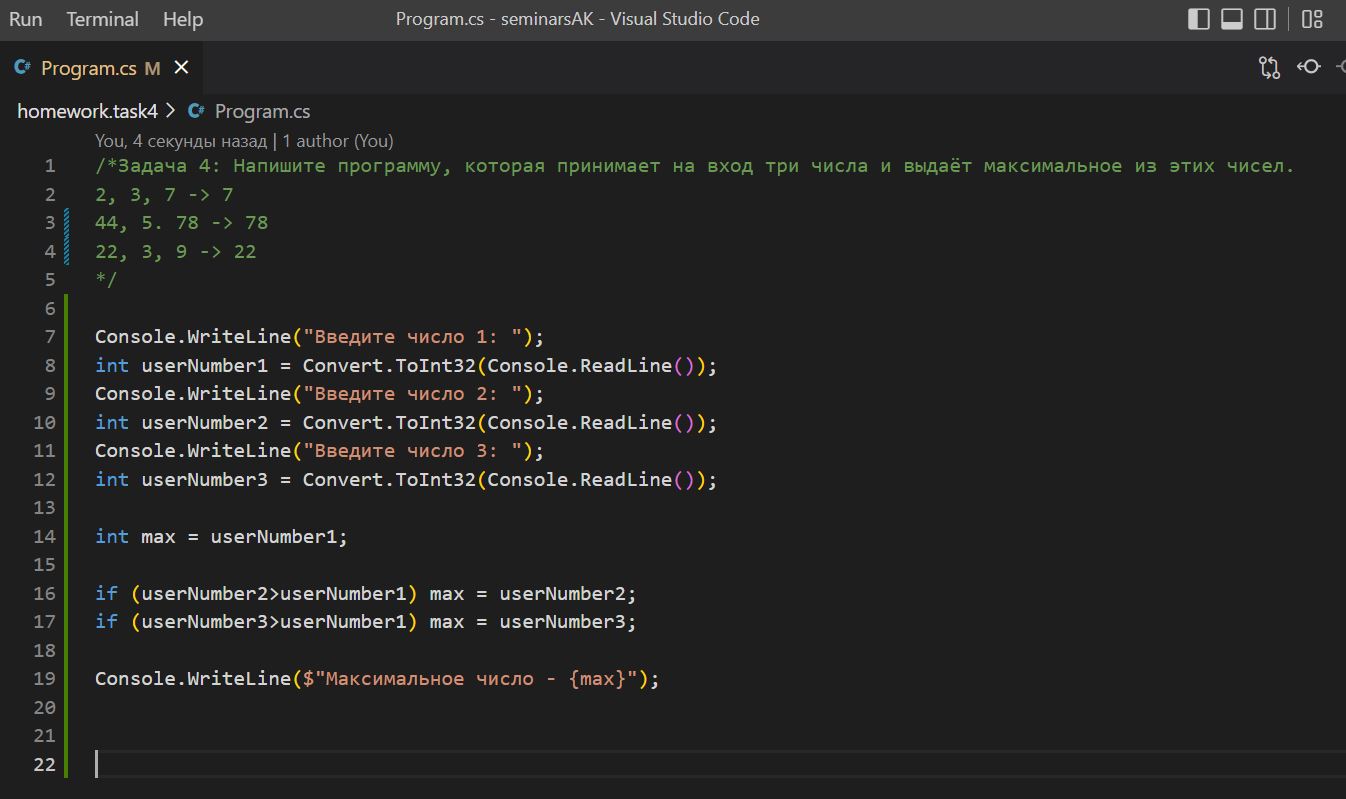 Run Terminal Help Program.cs - seminarsAK - Visual Studio Code
C# Program.cs M
homework.task4 > C# Program.cs
You, 4 секунды назад | 1 author (You)
1 /*Задача 4: Напишите программу, которая принимает на вход три числа и выдаёт максимальное из этих чисел.
2 2, 3, 7 -> 7
3 44, 5. 78 -> 78
4 22, 3, 9 -> 22
5 */
6
7 Console.WriteLine("Введите число 1: ");
8 int userNumber1 = Convert.ToInt32(Console.ReadLine());
9 Console.WriteLine("Введите число 2: ");
10 int userNumber2 = Convert.ToInt32(Console.ReadLine());
11 Console.WriteLine("Введите число 3: ");
12 int userNumber3 = Convert.ToInt32(Console.ReadLine());
13
14 int max = userNumber1;
15
16 if (userNumber2>userNumber1) max = userNumber2;
17 if (userNumber3>userNumber1) max = userNumber3;
18
19 Console.WriteLine($"Максимальное число - {max}");
20
21
22